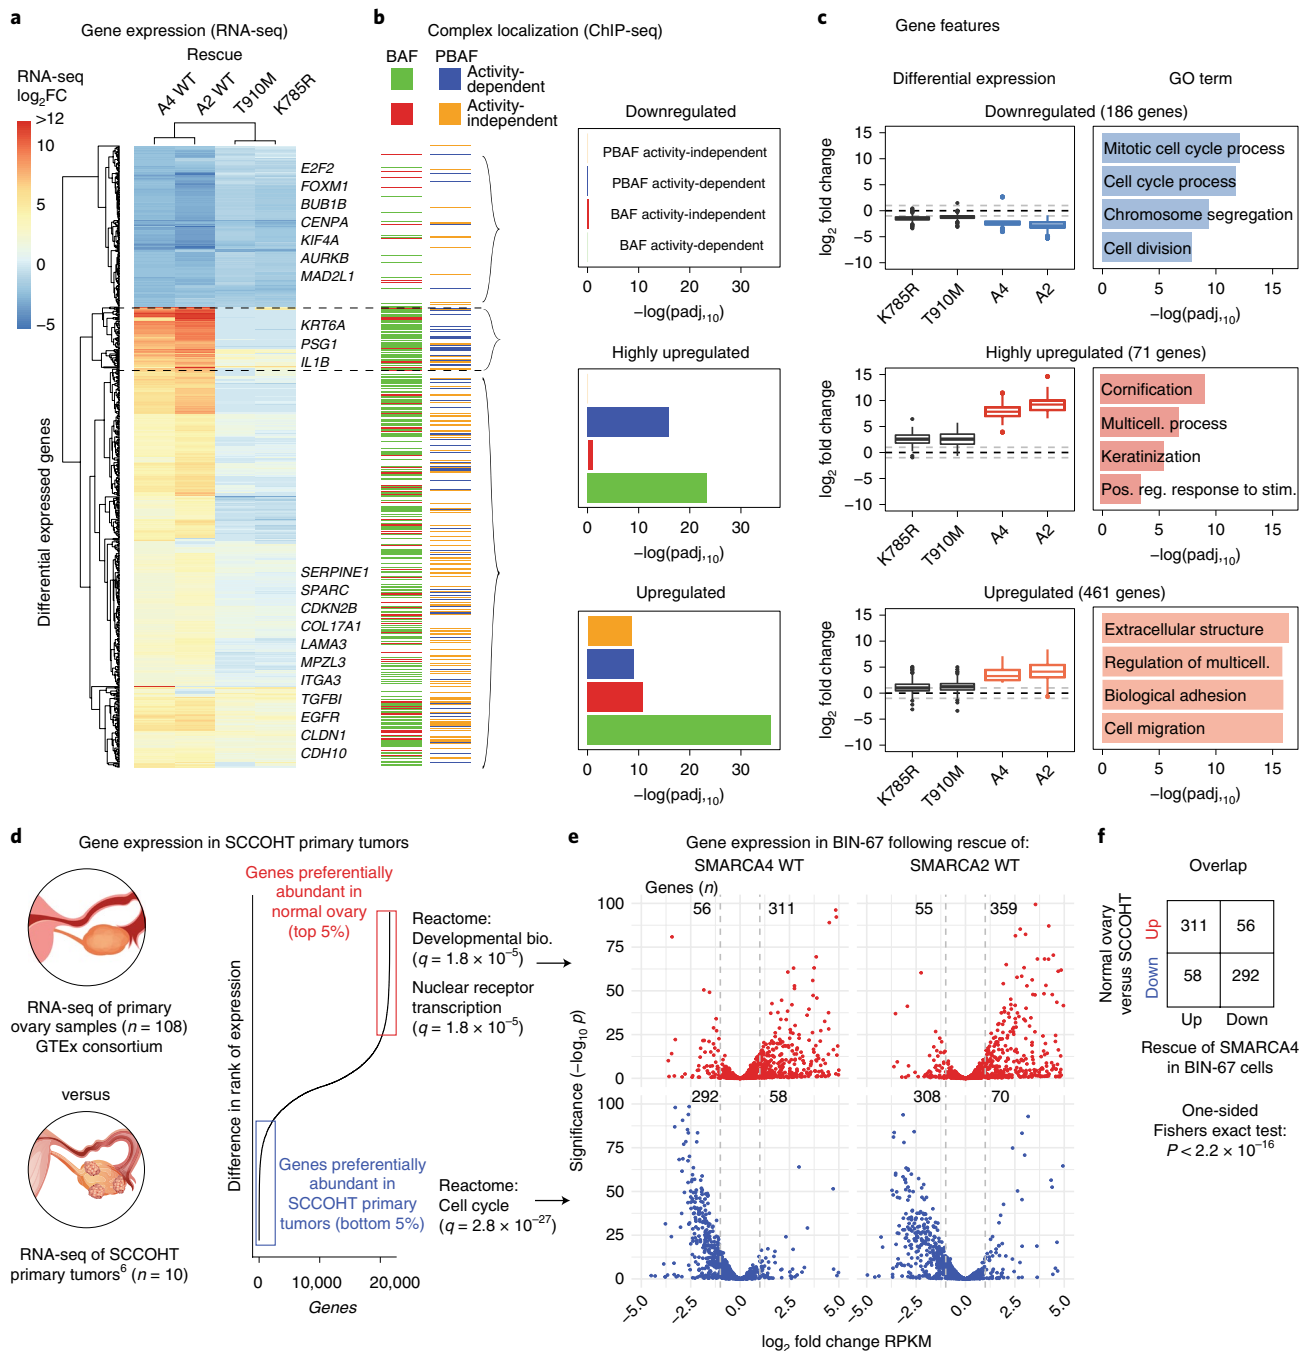 a
Gene expression (RNA-seq)
Rescue
RNA-seq
log2FC
A4 WT
A2 WT
T910M
K785R
>12
10
5
0
−5
Differential expressed genes
E2F2
FOXM1
BUB1B
CENPA
KIF4A
AURKB
MAD2L1
KRT6A
PSG1
IL1B
SERPINE1
SPARC
CDKN2B
COL17A1
LAMA3
MPZL3
ITGA3
TGFBI
EGFR
CLDN1
CDH10
b
Complex localization (ChIP-seq)
BAF
PBAF
Activity-
dependent
Activity-
independent
Downregulated
PBAF activity-independent
PBAF activity-dependent
BAF activity-independent
BAF activity-dependent
0 10 20 30
−log(padj,10)
Highly upregulated
0 10 20 30
−log(padj,10)
Upregulated
0 10 20 30
−log(padj,10)
c
Gene features
Differential expression
GO term
Downregulated (186 genes)
log2 fold change
15
10
5
0
−5
−10
K785R
T910M
A4
A2
Mitotic cell cycle process
Cell cycle process
Chromosome segregation
Cell division
0 5 10 15
−log(padj,10)
Highly upregulated (71 genes)
log2 fold change
15
10
5
0
−5
−10
K785R
T910M
A4
A2
Cornification
Multicell. process
Keratinization
Pos. reg. response to stim.
0 5 10 15
−log(padj,10)
Upregulated (461 genes)
log2 fold change
15
10
5
0
−5
−10
K785R
T910M
A4
A2
Extracellular structure
Regulation of multicell.
Biological adhesion
Cell migration
0 5 10 15
−log(padj,10)
d
Gene expression in SCCOHT primary tumors
RNA-seq of primary
ovary samples (n = 108)
GTEx consortium
versus
RNA-seq of SCCOHT
primary tumors6 (n = 10)
Difference in rank of expression
Genes preferentially
abundant in
normal ovary
(top 5%)
Genes preferentially
abundant in
SCCOHT primary
tumors (bottom 5%)
0 10,000 20,000
Genes
Reactome:
Developmental bio.
(q = 1.8 × 10−5)
Nuclear receptor
transcription
(q = 1.8 × 10−5)
Reactome:
Cell cycle
(q = 2.8 × 10−27)
e
Gene expression in BIN-67 following rescue of:
SMARCA4 WT
SMARCA2 WT
Genes (n)
56 311
55 359
100
75
50
25
0
292 58
308 70
100
75
50
25
0
Significance (−log10 p)
−5.0 −2.5 0.0 2.5 5.0
−5.0 −2.5 0.0 2.5 5.0
log2 fold change RPKM
f
Overlap
Normal ovary
versus SCCOHT
Up
Down
311 56
58 292
Up Down
Rescue of SMARCA4
in BIN-67 cells
One-sided
Fishers exact test:
P < 2.2 × 10−16